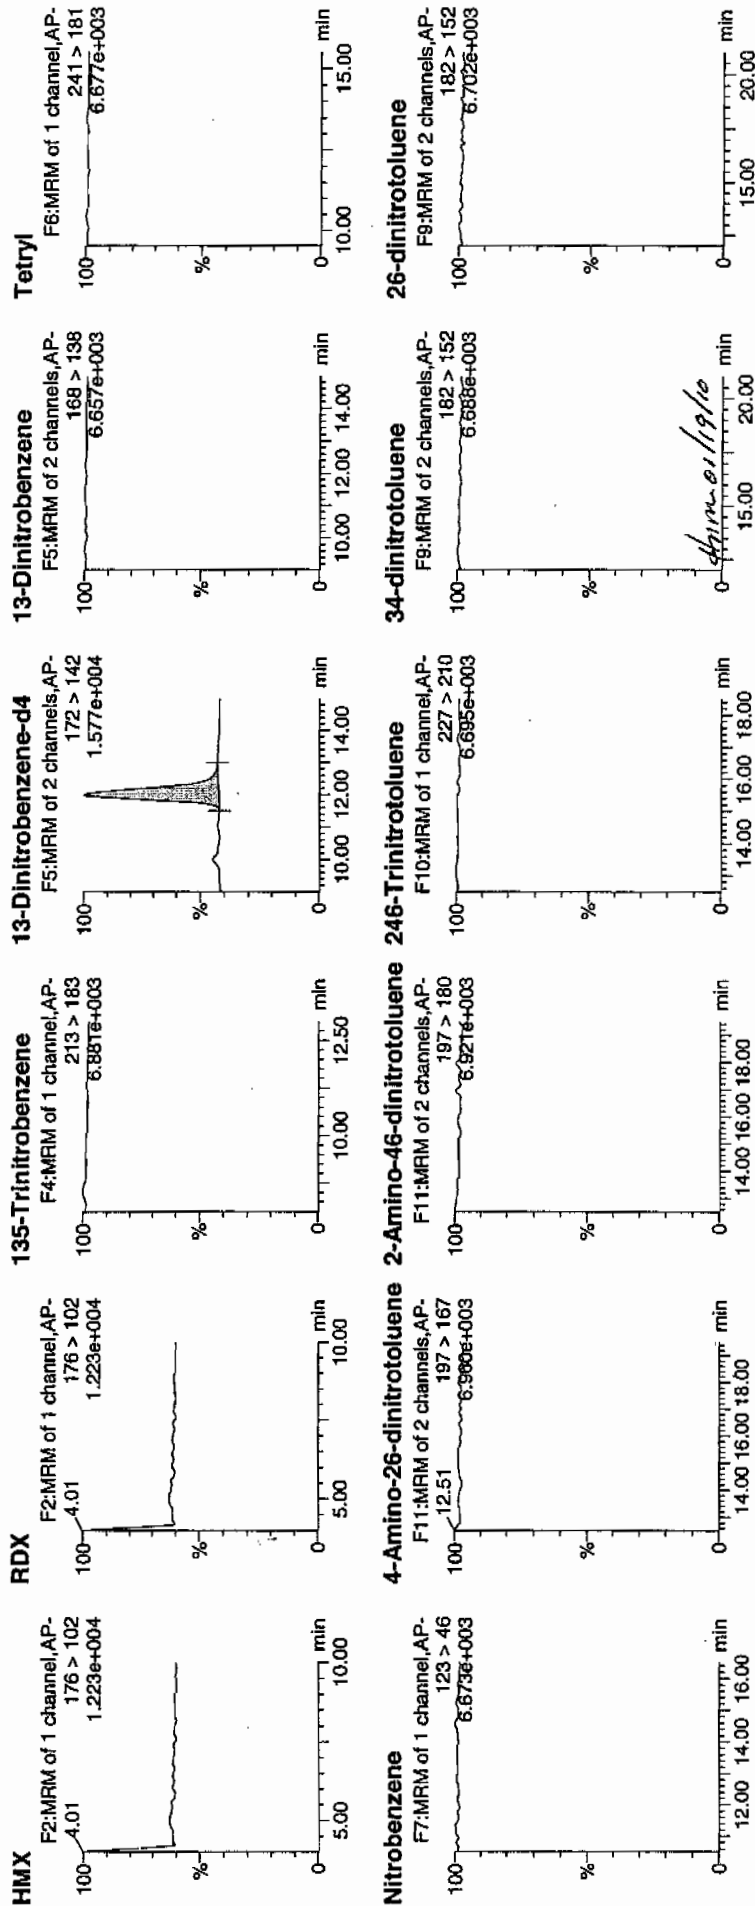 HMX
F2:MRM of 1 channel,AP-
176 > 102
1.223e+004
4.01
100
%
0
5.00 10.00 min
RDX
F2:MRM of 1 channel,AP-
176 > 102
1.223e+004
4.01
100
%
0
5.00 10.00 min
135-Trinitrobenzene
F4:MRM of 1 channel,AP-
213 > 183
6.881e+003
100
%
0
10.00 12.50 min
13-Dinitrobenzene-d4
F5:MRM of 2 channels,AP-
172 > 142
1.577e+004
100
%
0
10.00 12.00 14.00 min
13-Dinitrobenzene
F5:MRM of 2 channels,AP-
168 > 138
6.657e+003
100
%
0
10.00 12.00 14.00 min
Tetryl
F6:MRM of 1 channel,AP-
241 > 181
6.677e+003
100
%
0
10.00 15.00 min
Nitrobenzene
F7:MRM of 1 channel,AP-
123 > 46
6.673e+003
100
%
0
12.00 14.00 16.00 min
4-Amino-26-dinitrotoluene
F11:MRM of 2 channels,AP-
197 > 167
6.960e+003
12.51
100
%
0
14.00 16.00 18.00 min
2-Amino-46-dinitrotoluene
F11:MRM of 2 channels,AP-
197 > 180
6.921e+003
100
%
0
14.00 16.00 18.00 min
246-Trinitrotoluene
F10:MRM of 1 channel,AP-
227 > 210
6.695e+003
100
%
0
14.00 16.00 18.00 min
34-dinitrotoluene
F9:MRM of 2 channels,AP-
182 > 152
6.688e+003
100
%
0
01/19/10
15.00 20.00 min
26-dinitrotoluene
F9:MRM of 2 channels,AP-
182 > 152
6.702e+003
100
%
0
15.00 20.00 min